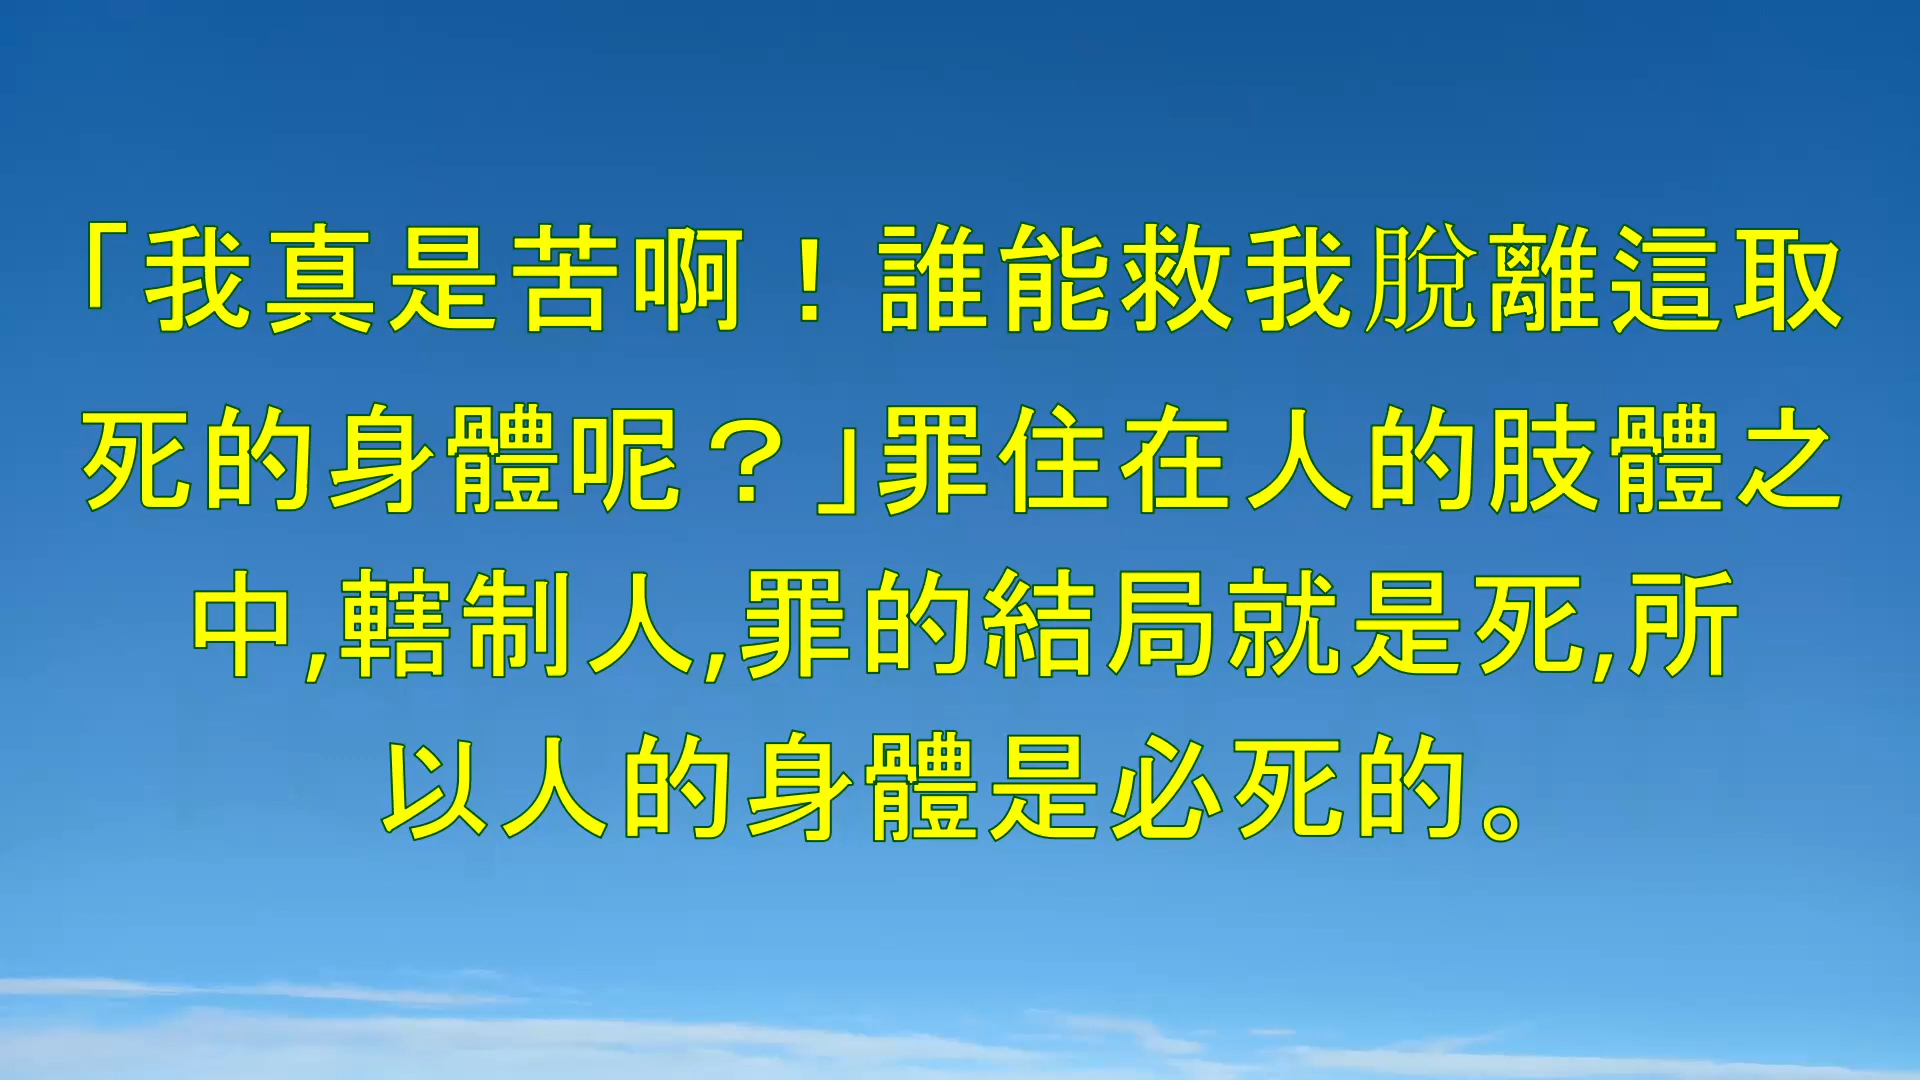 「我真是苦啊！誰能救我脫離這取
死的身體呢？」罪住在人的肢體之
中,轄制人,罪的結局就是死,所
以人的身體是必死的。